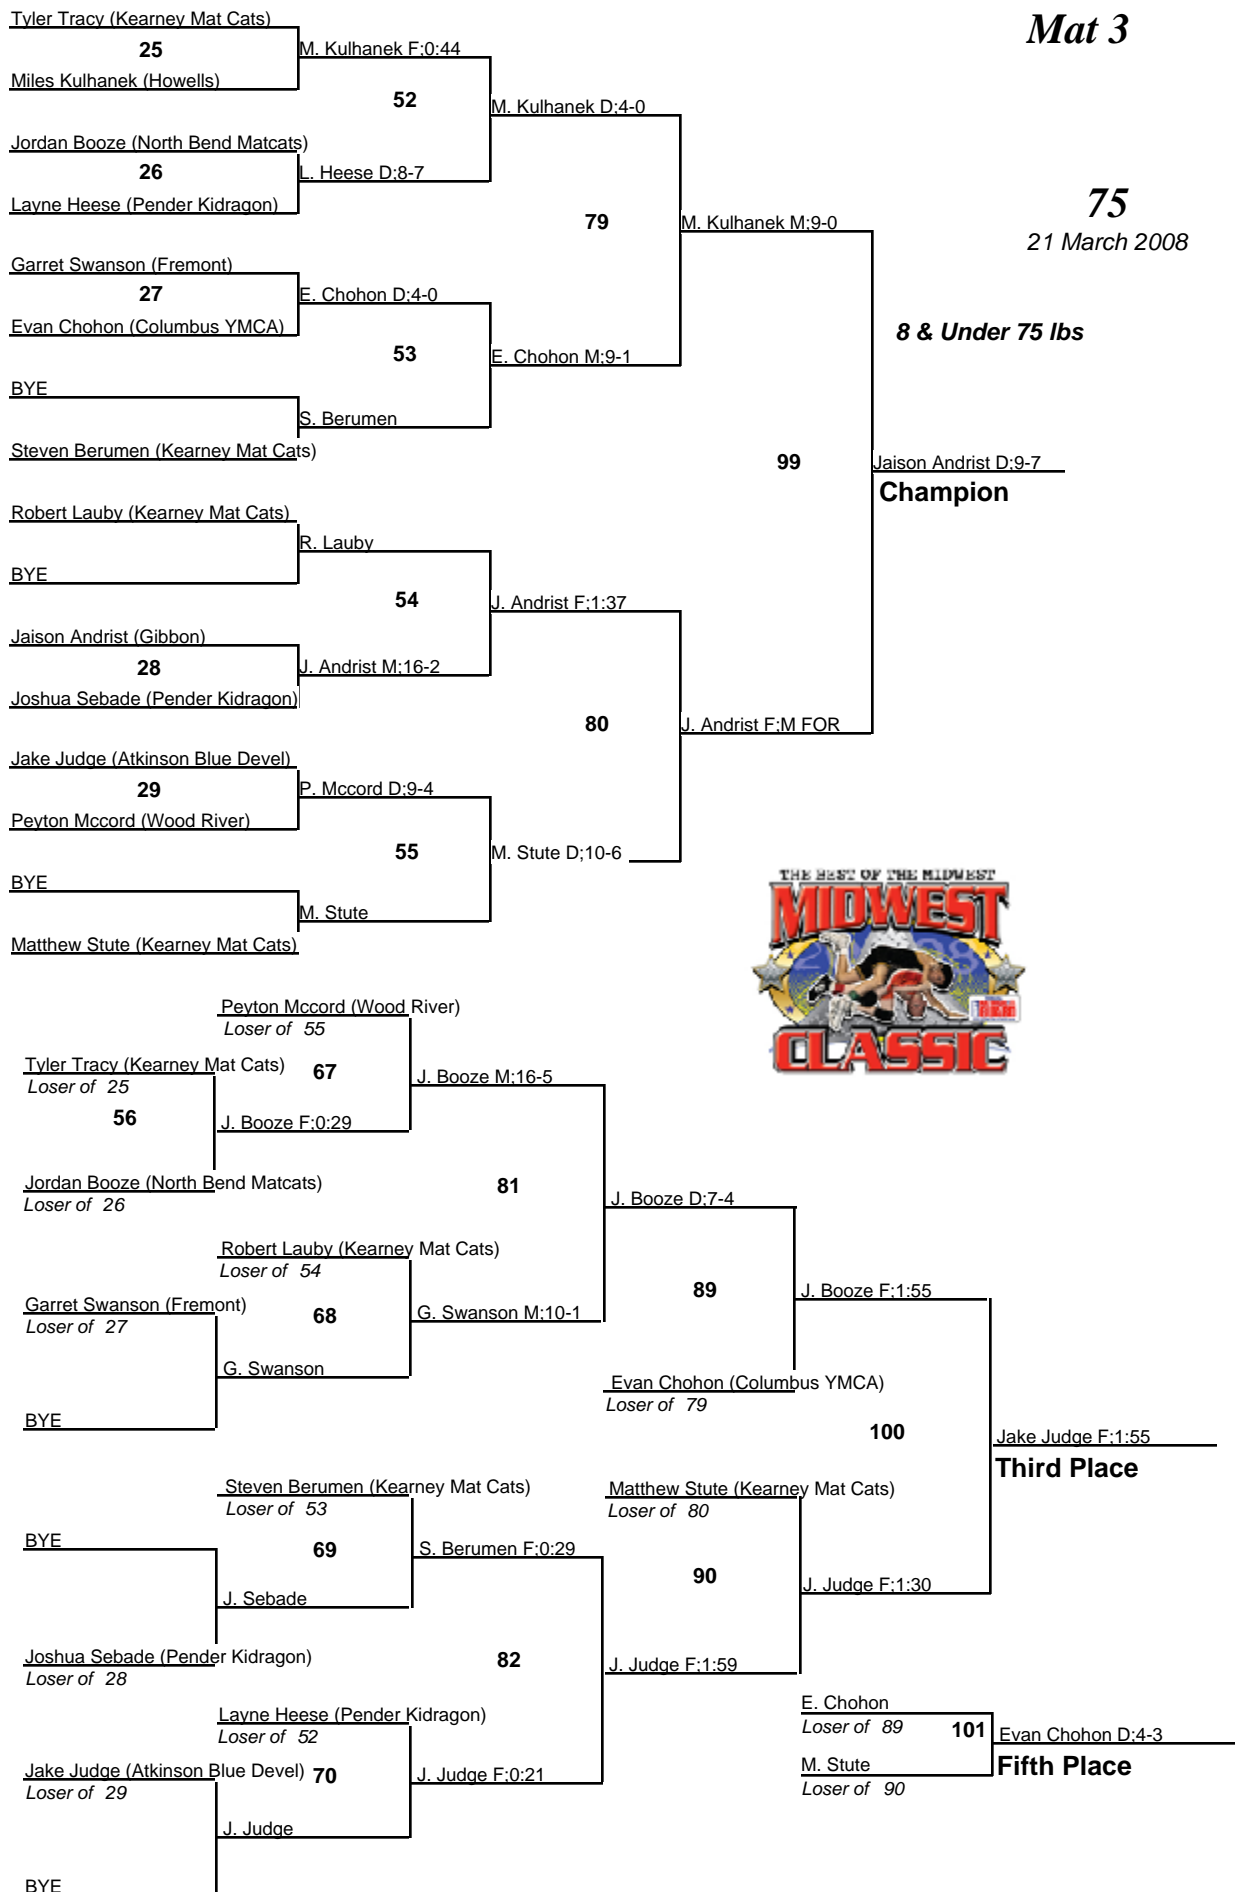 Tyler Tracy (Kearney Mat Cats)
Mat 3
25
M. Kulhanek F;0:44
Miles Kulhanek (Howells)
52
M. Kulhanek D;4-0
Jordan Booze (North Bend Matcats)
26
L. Heese D;8-7
Layne Heese (Pender Kidragon)
75
79
M. Kulhanek M;9-0
21 March 2008
Garret Swanson (Fremont)
27
E. Chohon D;4-0
Evan Chohon (Columbus YMCA)
8 & Under 75 lbs
53
E. Chohon M;9-1
BYE
S. Berumen
Steven Berumen (Kearney Mat Cats)
99
Jaison Andrist D;9-7
Champion
Robert Lauby (Kearney Mat Cats)
R. Lauby
BYE
54
J. Andrist F;1:37
Jaison Andrist (Gibbon)
28
J. Andrist M;16-2
Joshua Sebade (Pender Kidragon)
80
J. Andrist F;M FOR
Jake Judge (Atkinson Blue Devel)
29
P. Mccord D;9-4
Peyton Mccord (Wood River)
55
M. Stute D;10-6
BYE
M. Stute
Matthew Stute (Kearney Mat Cats)
THE BEST OF THE MIDWEST
MIDWEST
CLASSIC
Peyton Mccord (Wood River)
Loser of 55
Tyler Tracy (Kearney Mat Cats)
67
J. Booze M;16-5
Loser of 25
56
J. Booze F;0:29
Jordan Booze (North Bend Matcats)
Loser of 26
81
J. Booze D;7-4
Robert Lauby (Kearney Mat Cats)
Loser of 54
89
J. Booze F;1:55
Garret Swanson (Fremont)
Loser of 27
68
G. Swanson M;10-1
G. Swanson
Evan Chohon (Columbus YMCA)
Loser of 79
BYE
100
Jake Judge F;1:55
Third Place
Steven Berumen (Kearney Mat Cats)
Loser of 53
Matthew Stute (Kearney Mat Cats)
Loser of 80
BYE
69
S. Berumen F;0:29
90
J. Judge F;1:30
J. Sebade
Joshua Sebade (Pender Kidragon)
Loser of 28
82
J. Judge F;1:59
Layne Heese (Pender Kidragon)
Loser of 52
E. Chohon
Loser of 89
101
Evan Chohon D;4-3
Fifth Place
M. Stute
Loser of 90
Jake Judge (Atkinson Blue Devel)
70
J. Judge F;0:21
Loser of 29
J. Judge
BYE